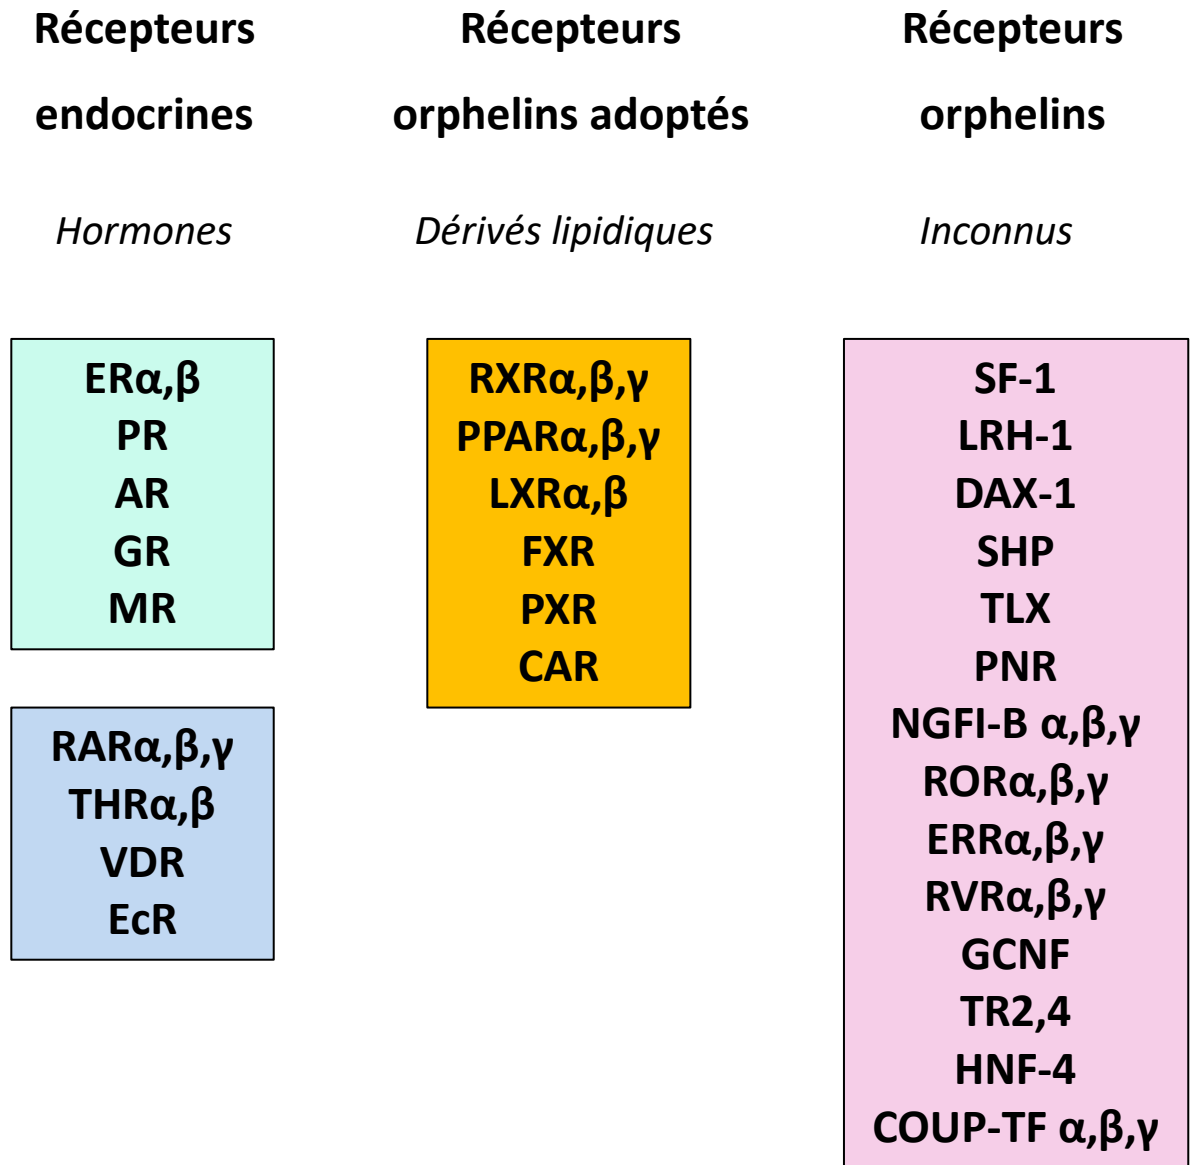 Récepteurs
endocrines
Hormones
ERα,β
PR
AR
GR
MR
RARα,β,γ
THRα,β
VDR
EcR
Récepteurs
orphelins adoptés
Dérivés lipidiques
RXRα,β,γ
PPARα,β,γ
LXRα,β
FXR
PXR
CAR
Récepteurs
orphelins
Inconnus
SF-1
LRH-1
DAX-1
SHP
TLX
PNR
NGFI-B α,β,γ
RORα,β,γ
ERRα,β,γ
RVRα,β,γ
GCNF
TR2,4
HNF-4
COUP-TF α,β,γ